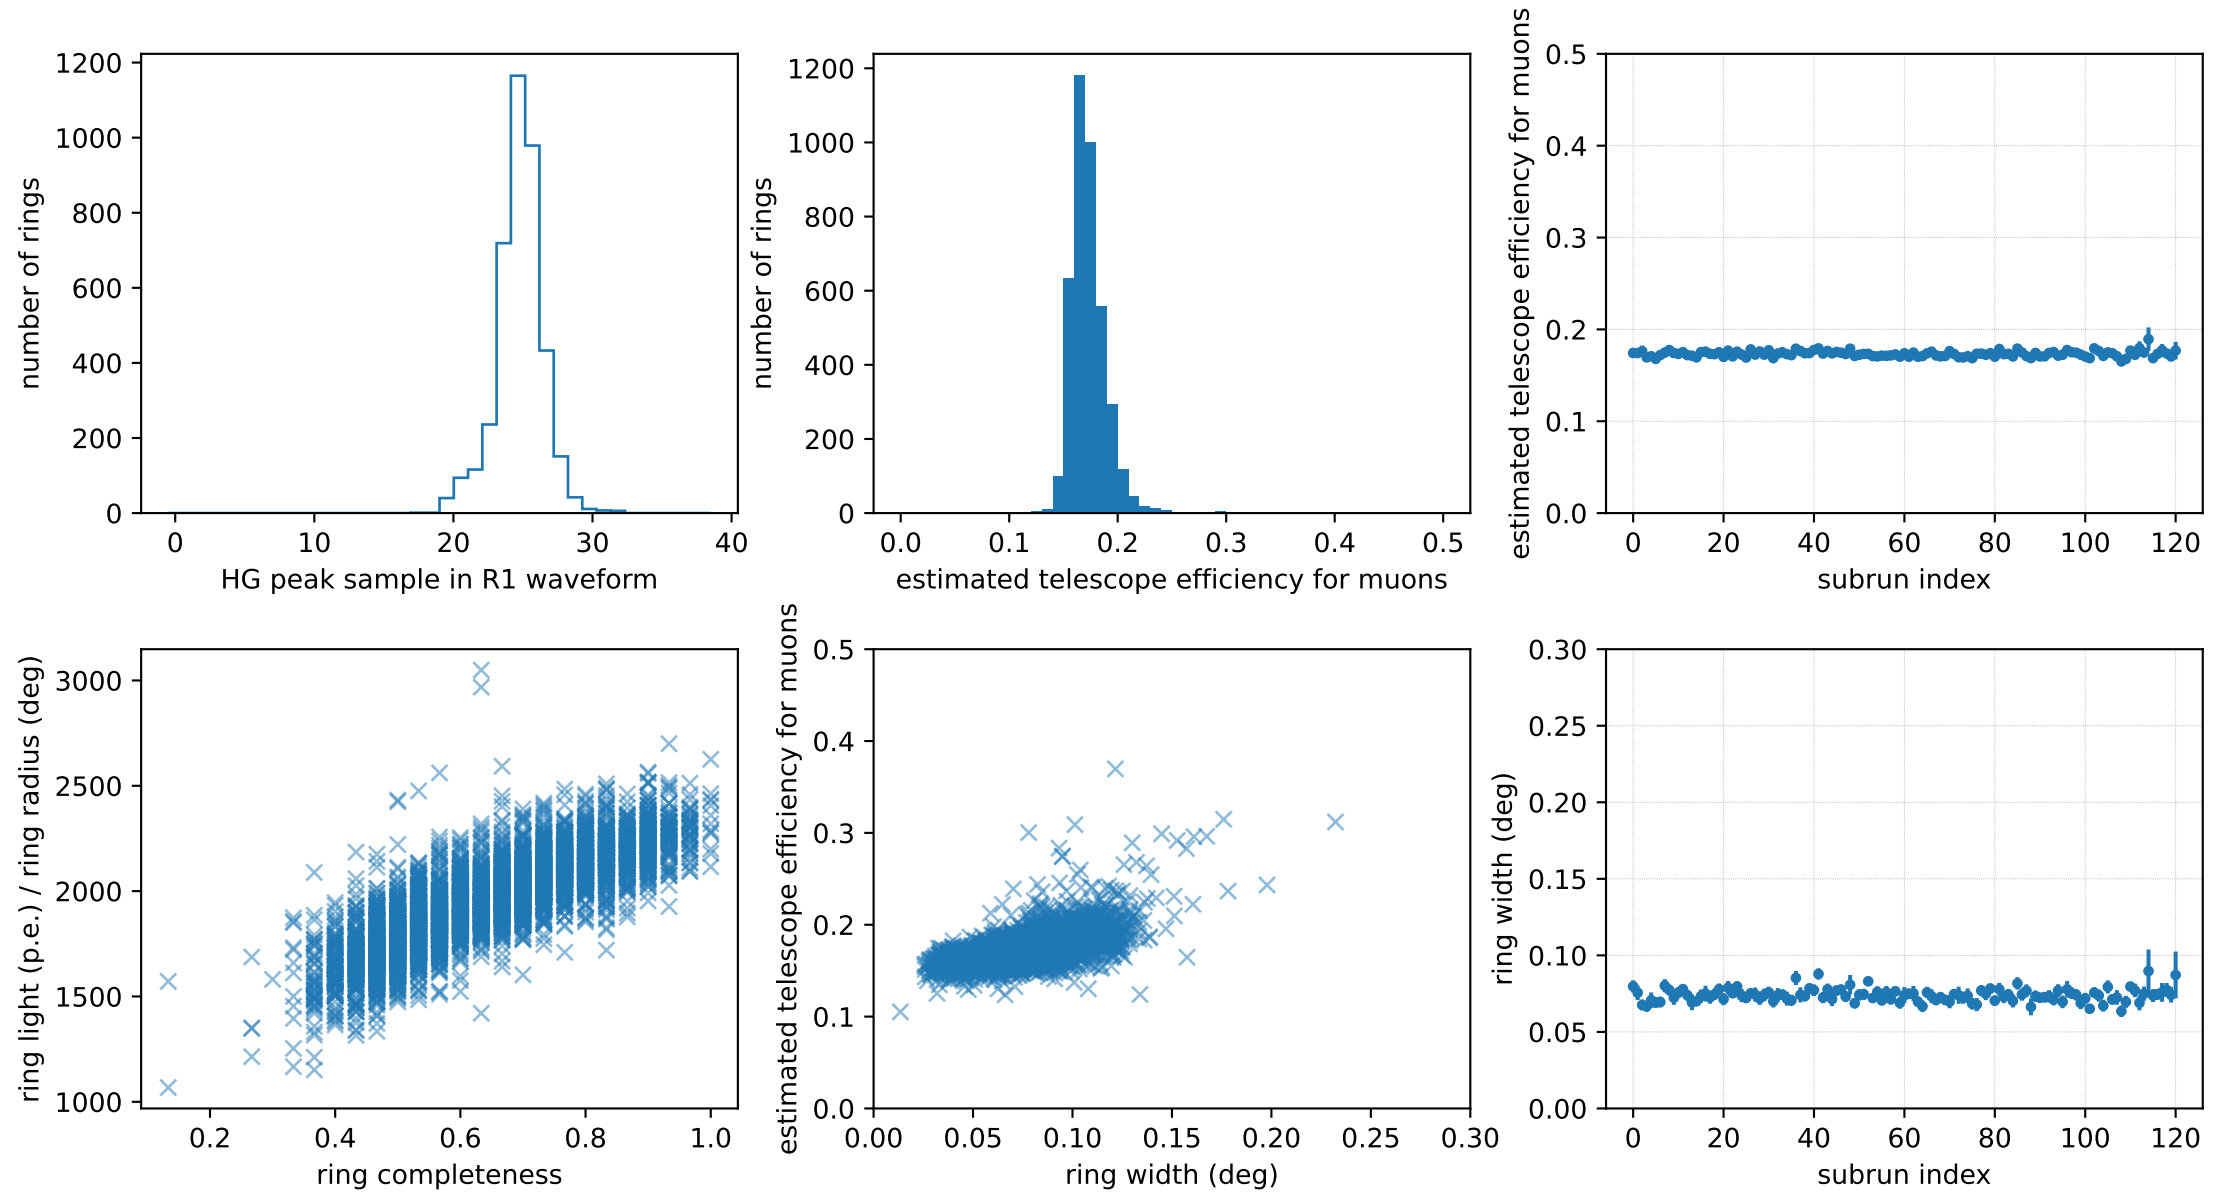 1200
1000
800
600
400
200
0
number of rings
0 10 20 30 40
HG peak sample in R1 waveform
1200
1000
800
600
400
200
0
number of rings
0.0 0.1 0.2 0.3 0.4 0.5
estimated telescope efficiency for muons
0.5
0.4
0.3
0.2
0.1
0.0
estimated telescope efficiency for muons
0 20 40 60 80 100 120
subrun index
3000
2500
2000
1500
1000
ring light (p.e.) / ring radius (deg)
0.2 0.4 0.6 0.8 1.0
ring completeness
0.5
0.4
0.3
0.2
0.1
0.0
estimated telescope efficiency for muons
0.00 0.05 0.10 0.15 0.20 0.25 0.30
ring width (deg)
0.30
0.25
0.20
0.15
0.10
0.05
0.00
ring width (deg)
0 20 40 60 80 100 120
subrun index